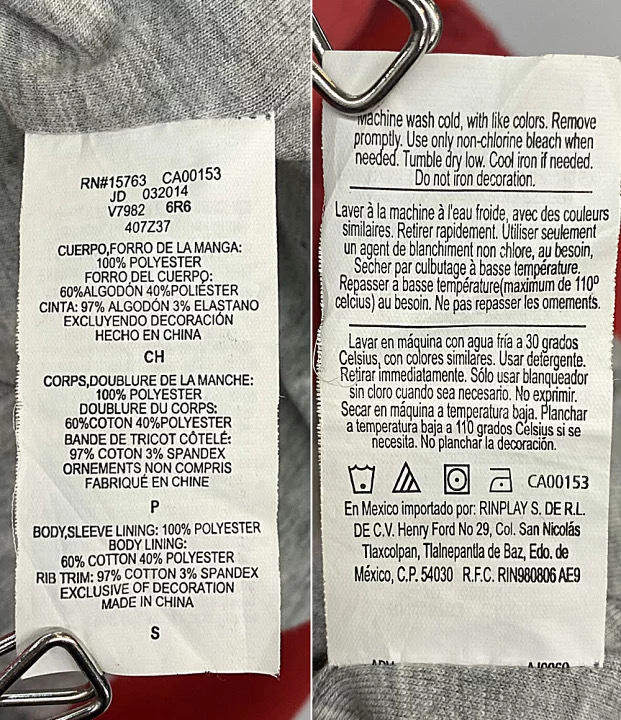 RN#15763 CA00153
JD 032014
V7982 6R6
407Z37
CUERPO,FORRO DE LA MANGA:
100% POLYESTER
FORRO DEL CUERPO:
60%ALGODÓN 40%POLIÉSTER
CINTA: 97% ALGODÓN 3% ELASTANO
EXCLUYENDO DECORACIÓN
HECHO EN CHINA
CH
CORPS,DOUBLURE DE LA MANCHE:
100% POLYESTER
DOUBLURE DU CORPS:
60%COTON 40%POLYESTER
BANDE DE TRICOT CÔTELÉ:
97% COTON 3% SPANDEX
ORNEMENTS NON COMPRIS
FABRIQUÉ EN CHINE
P
BODY,SLEEVE LINING: 100% POLYESTER
BODY LINING:
60% COTTON 40% POLYESTER
RIB TRIM: 97% COTTON 3% SPANDEX
EXCLUSIVE OF DECORATION
MADE IN CHINA
S
Machine wash cold, with like colors. Remove
promptly. Use only non-chlorine bleach when
needed. Tumble dry low. Cool iron if needed.
Do not iron decoration.
Laver à la machine à l'eau froide, avec des couleurs
similaires. Retirer rapidement. Utiliser seulement
un agent de blanchiment non chlore, au besoin,
Sécher par culbutage à basse température.
Repasser a basse température(maximum de 110º
celcius) au besoin. Ne pas repasser les ornements.
Lavar en máquina con agua fría a 30 grados
Celsius, con colores similares. Usar detergente.
Retirar immediatamente. Sólo usar blanqueador
sin cloro cuando sea necesario. No exprimir.
Secar en máquina a temperatura baja. Planchar
a temperatura baja a 110 grados Celsius si se
necesita. No planchar la decoración.
CA00153
En Mexico importado por: RINPLAY S. DE R.L.
DE C.V. Henry Ford No 29, Col. San Nicolás
Tlaxcolpan, Tlalnepantla de Baz, Edo. de
México, C.P. 54030 R.F.C. RIN980806 AE9